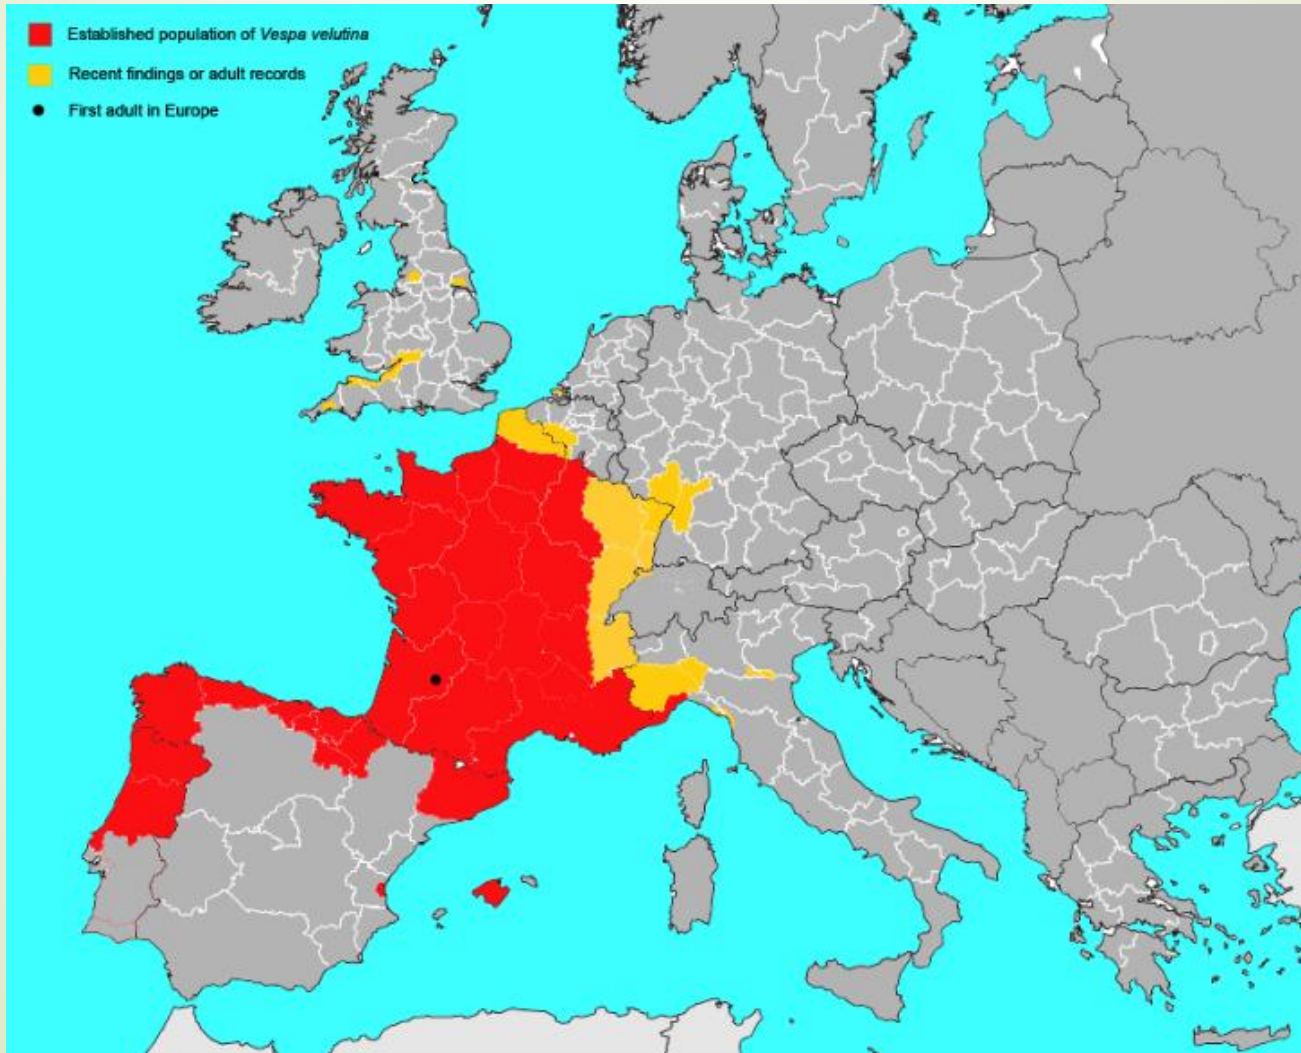 Established population of Vespa velutina
Recent findings or adult records
First adult in Europe